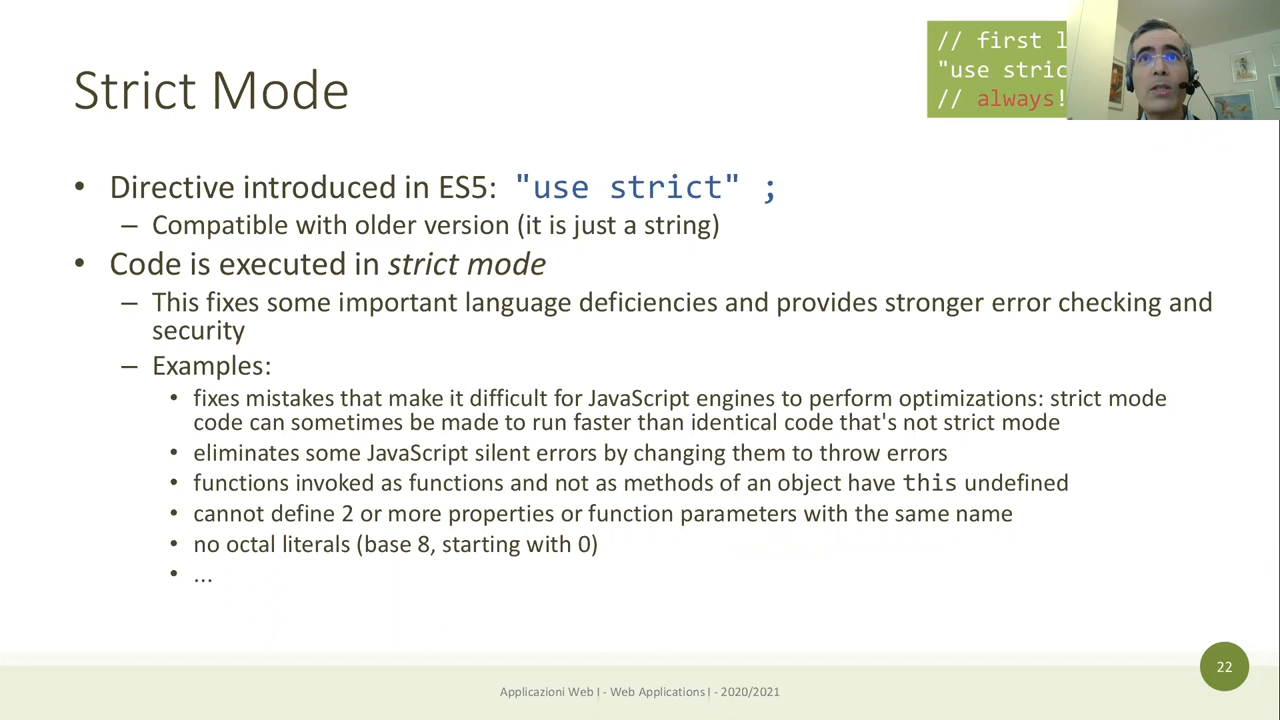 Strict Mode
// first
"use stric
// always!
• Directive introduced in ES5: "use strict" ;
– Compatible with older version (it is just a string)
• Code is executed in strict mode
– This fixes some important language deficiencies and provides stronger error checking and
security
– Examples:
• fixes mistakes that make it difficult for JavaScript engines to perform optimizations: strict mode
code can sometimes be made to run faster than identical code that's not strict mode
• eliminates some JavaScript silent errors by changing them to throw errors
• functions invoked as functions and not as methods of an object have this undefined
• cannot define 2 or more properties or function parameters with the same name
• no octal literals (base 8, starting with 0)
• ...
22
Applicazioni Web I - Web Applications I - 2020/2021